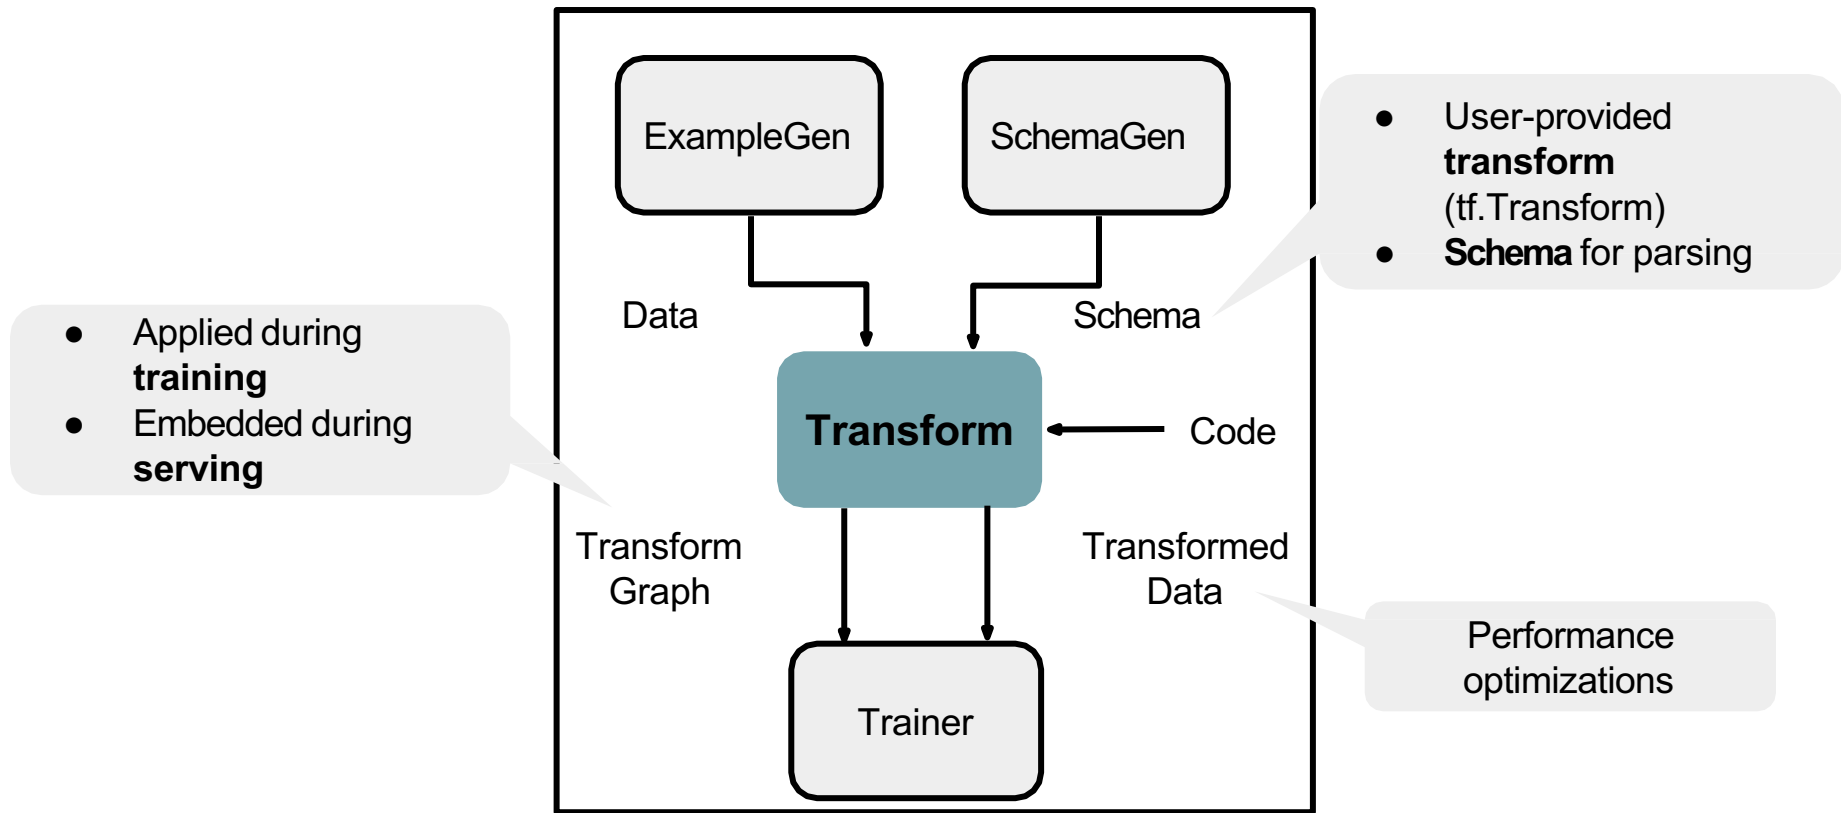 ExampleGen
SchemaGen
● User-provided
transform
(tf.Transform)
● Schema for parsing
Data
Schema
● Applied during
training
● Embedded during
serving
Transform
Code
Transform
Graph
Transformed
Data
Performance
optimizations
Trainer